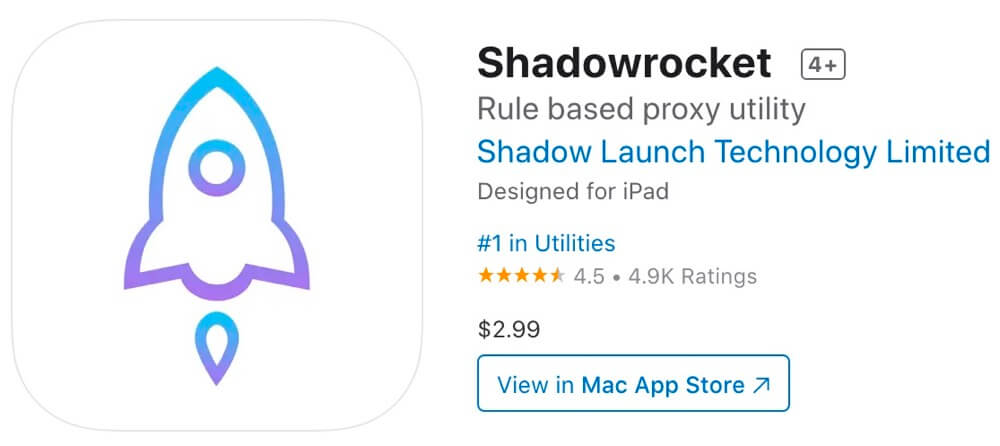 Shadowrocket 4+
Rule based proxy utility
Shadow Launch Technology Limited
Designed for iPad
#1 in Utilities
★★★★⯨ 4.5 • 4.9K Ratings
$2.99
View in Mac App Store ↗